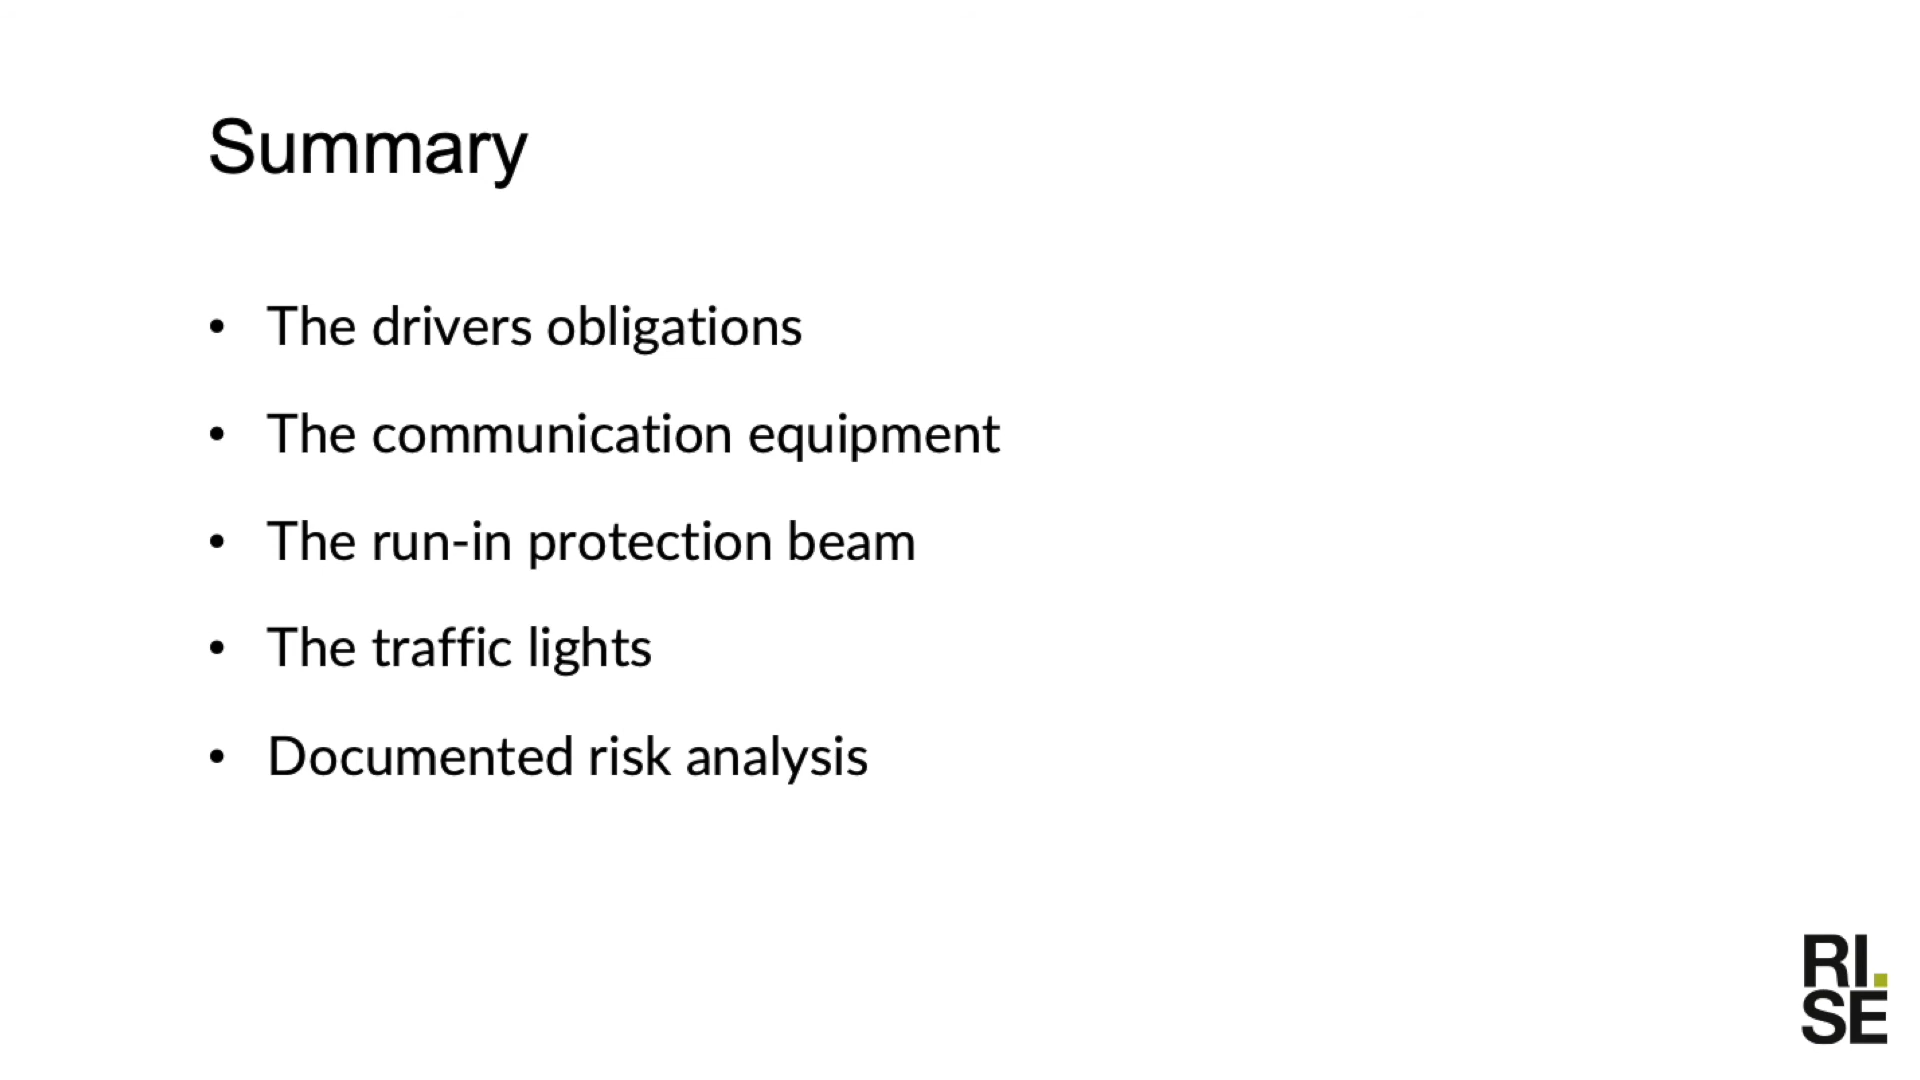 Summary
• The drivers obligations
• The communication equipment
• The run-in protection beam
• The traffic lights
• Documented risk analysis
RI.
SE